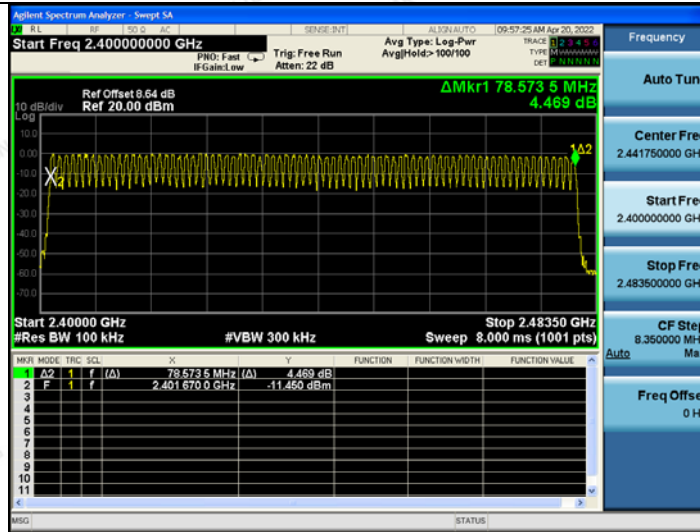 Agilent Spectrum Analyzer - Swept SA
RL RF 50 Ω AC SENSE:INT ALIGNAUTO 09:57:25 AM Apr 20, 2022
Start Freq 2.400000000 GHz
PNO: Fast
IFGain:Low
Trig: Free Run
Atten: 22 dB
Avg Type: Log-Pwr
Avg|Hold:>100/100
TRACE 1 2 3 4 5 6
TYPE M
DET P N N N N N
Frequency
ΔMkr1 78.573 5 MHz
4.469 dB
Ref Offset 8.64 dB
10 dB/div Ref 20.00 dBm
Log
10.0
0.00
-10.0
-20.0
-30.0
-40.0
-50.0
-60.0
-70.0
1Δ2
2
Start 2.40000 GHz
Stop 2.48350 GHz
#Res BW 100 kHz
#VBW 300 kHz
Sweep 8.000 ms (1001 pts)
MKR MODE TRC SCL X Y FUNCTION FUNCTION WIDTH FUNCTION VALUE
1 Δ2 1 f (Δ) 78.573 5 MHz (Δ) 4.469 dB
2 F 1 f 2.401 670 0 GHz -11.450 dBm
3
4
5
6
7
8
9
10
11
MSG
STATUS
Auto Tun
Center Fre
2.441750000 GH
Start Fre
2.400000000 GH
Stop Fre
2.483500000 GH
CF Step
8.350000 MH
Auto Ma
Freq Offse
0 H